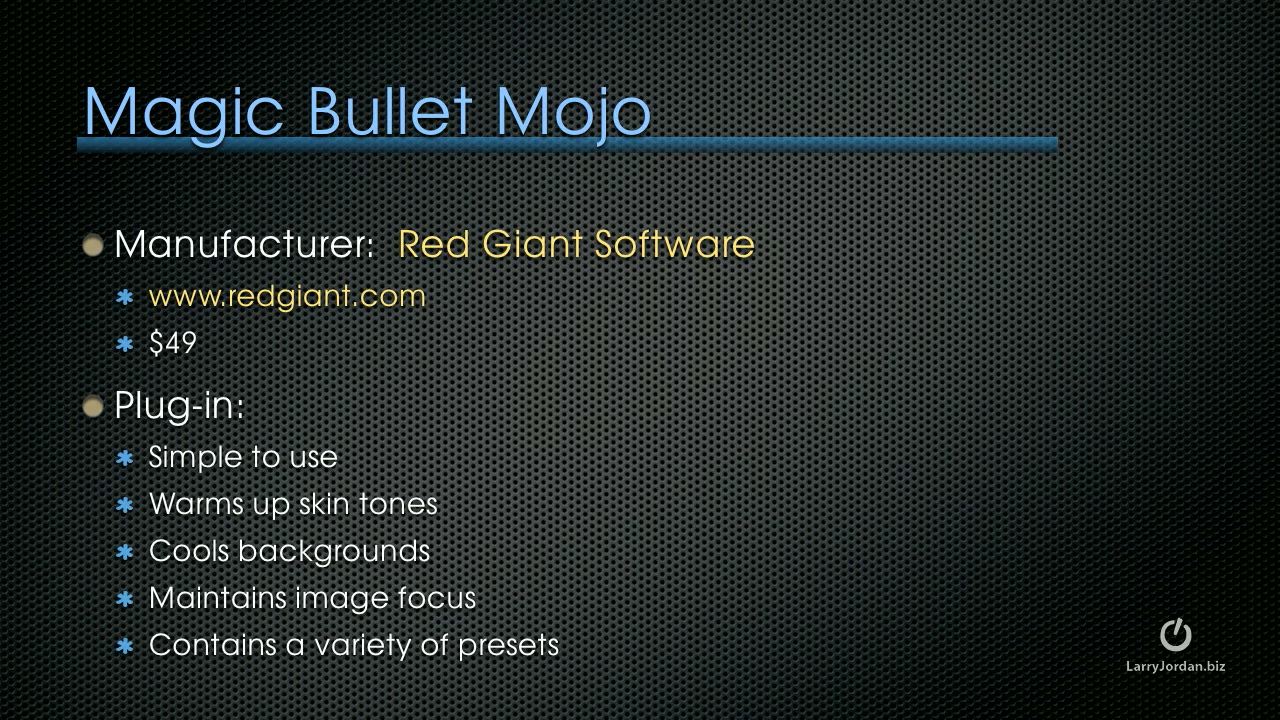 Magic Bullet Mojo
Manufacturer: Red Giant Software
www.redgiant.com
$49
Plug-in:
Simple to use
Warms up skin tones
Cools backgrounds
Maintains image focus
Contains a variety of presets
LarryJordan.biz